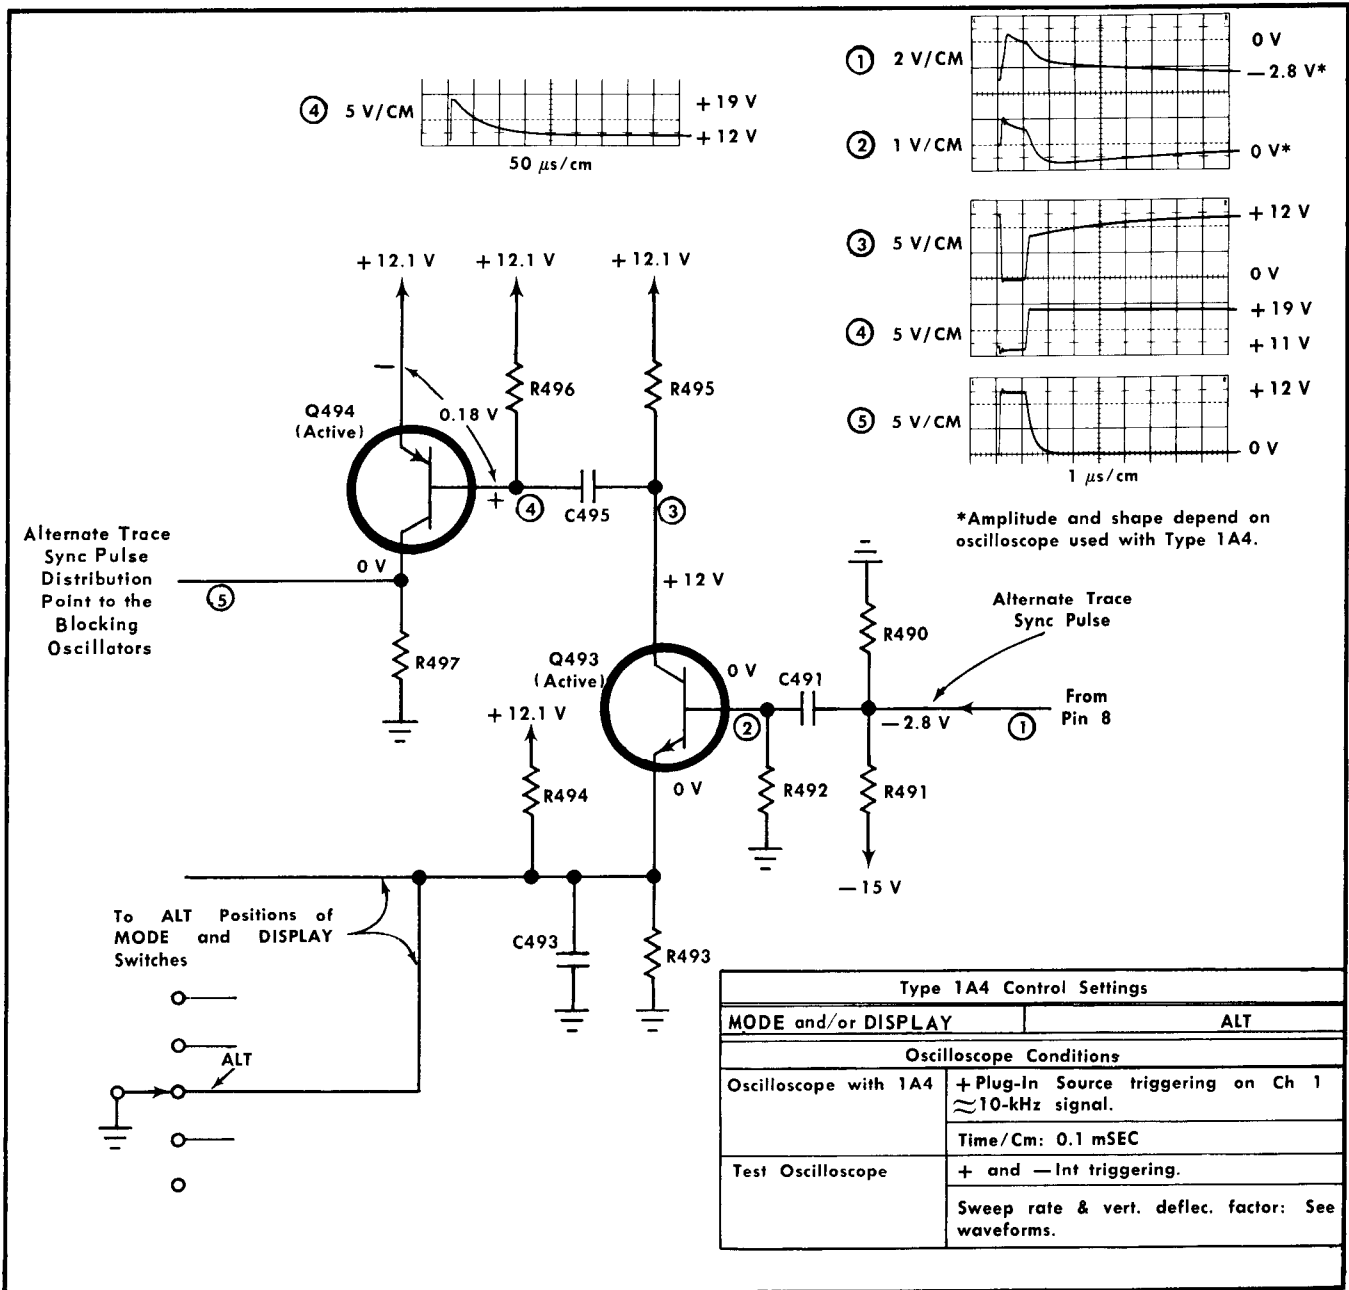 ① 2 V/CM
0 V
— 2.8 V*
④ 5 V/CM
+ 19 V
+ 12 V
50 μs/cm
② 1 V/CM
0 V*
③ 5 V/CM
+ 12 V
0 V
④ 5 V/CM
+ 19 V
+ 11 V
⑤ 5 V/CM
+ 12 V
0 V
1 μs/cm
*Amplitude and shape depend on
oscilloscope used with Type 1A4.
+ 12.1 V
+ 12.1 V
+ 12.1 V
—
R496
R495
Q494
(Active)
0.18 V
+
④
C495
③
Alternate Trace
Sync Pulse
Distribution
Point to the
Blocking
Oscillators
0 V
⑤
R497
+ 12 V
Alternate Trace
Sync Pulse
R490
Q493
(Active)
0 V
C491
②
— 2.8 V
①
From
Pin 8
+ 12.1 V
R494
0 V
R492
R491
— 15 V
To ALT Positions of
MODE and DISPLAY
Switches
C493
R493
ALT
Type 1A4 Control Settings
MODE and/or DISPLAY
ALT
Oscilloscope Conditions
Oscilloscope with 1A4
+ Plug-In Source triggering on Ch 1
≈10-kHz signal.
Time/Cm: 0.1 mSEC
Test Oscilloscope
+ and — Int triggering.
Sweep rate & vert. deflec. factor: See
waveforms.